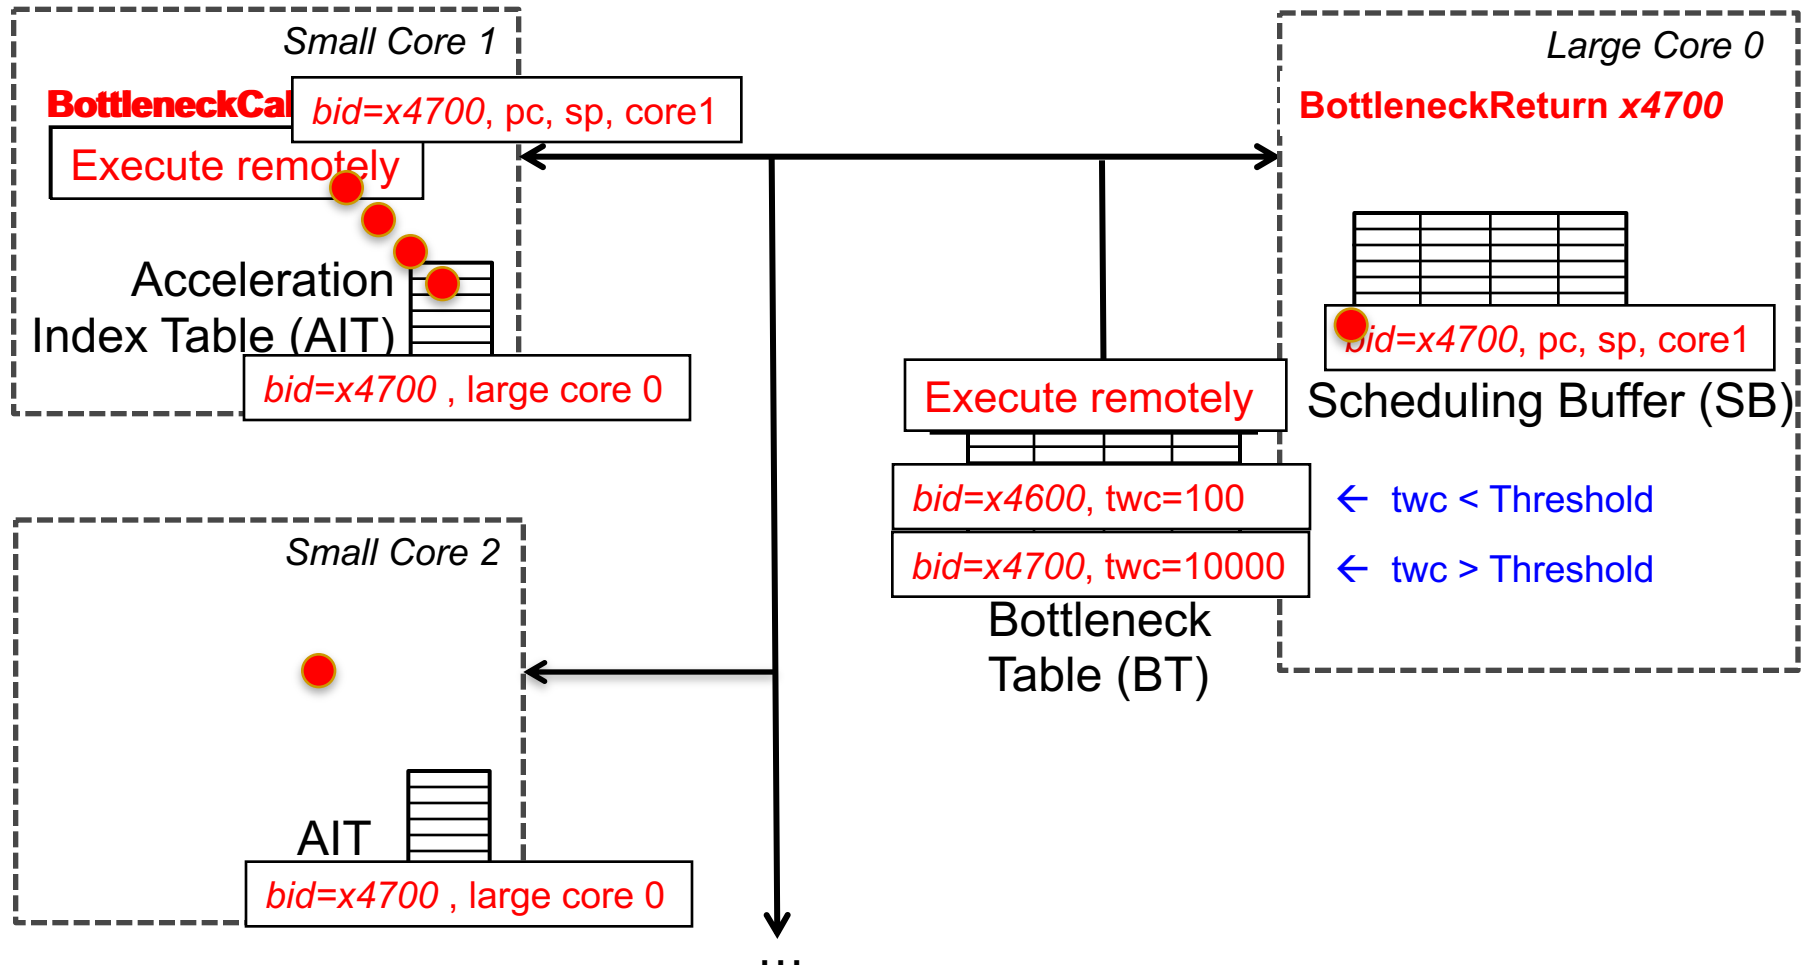 Small Core 1
BottleneckCal
bid=x4700, pc, sp, core1
Execute remotely
Acceleration
Index Table (AIT)
bid=x4700 , large core 0
Large Core 0
BottleneckReturn x4700
bid=x4700, pc, sp, core1
Scheduling Buffer (SB)
Execute remotely
bid=x4600, twc=100
← twc < Threshold
bid=x4700, twc=10000
← twc > Threshold
Bottleneck
Table (BT)
Small Core 2
AIT
bid=x4700 , large core 0
...